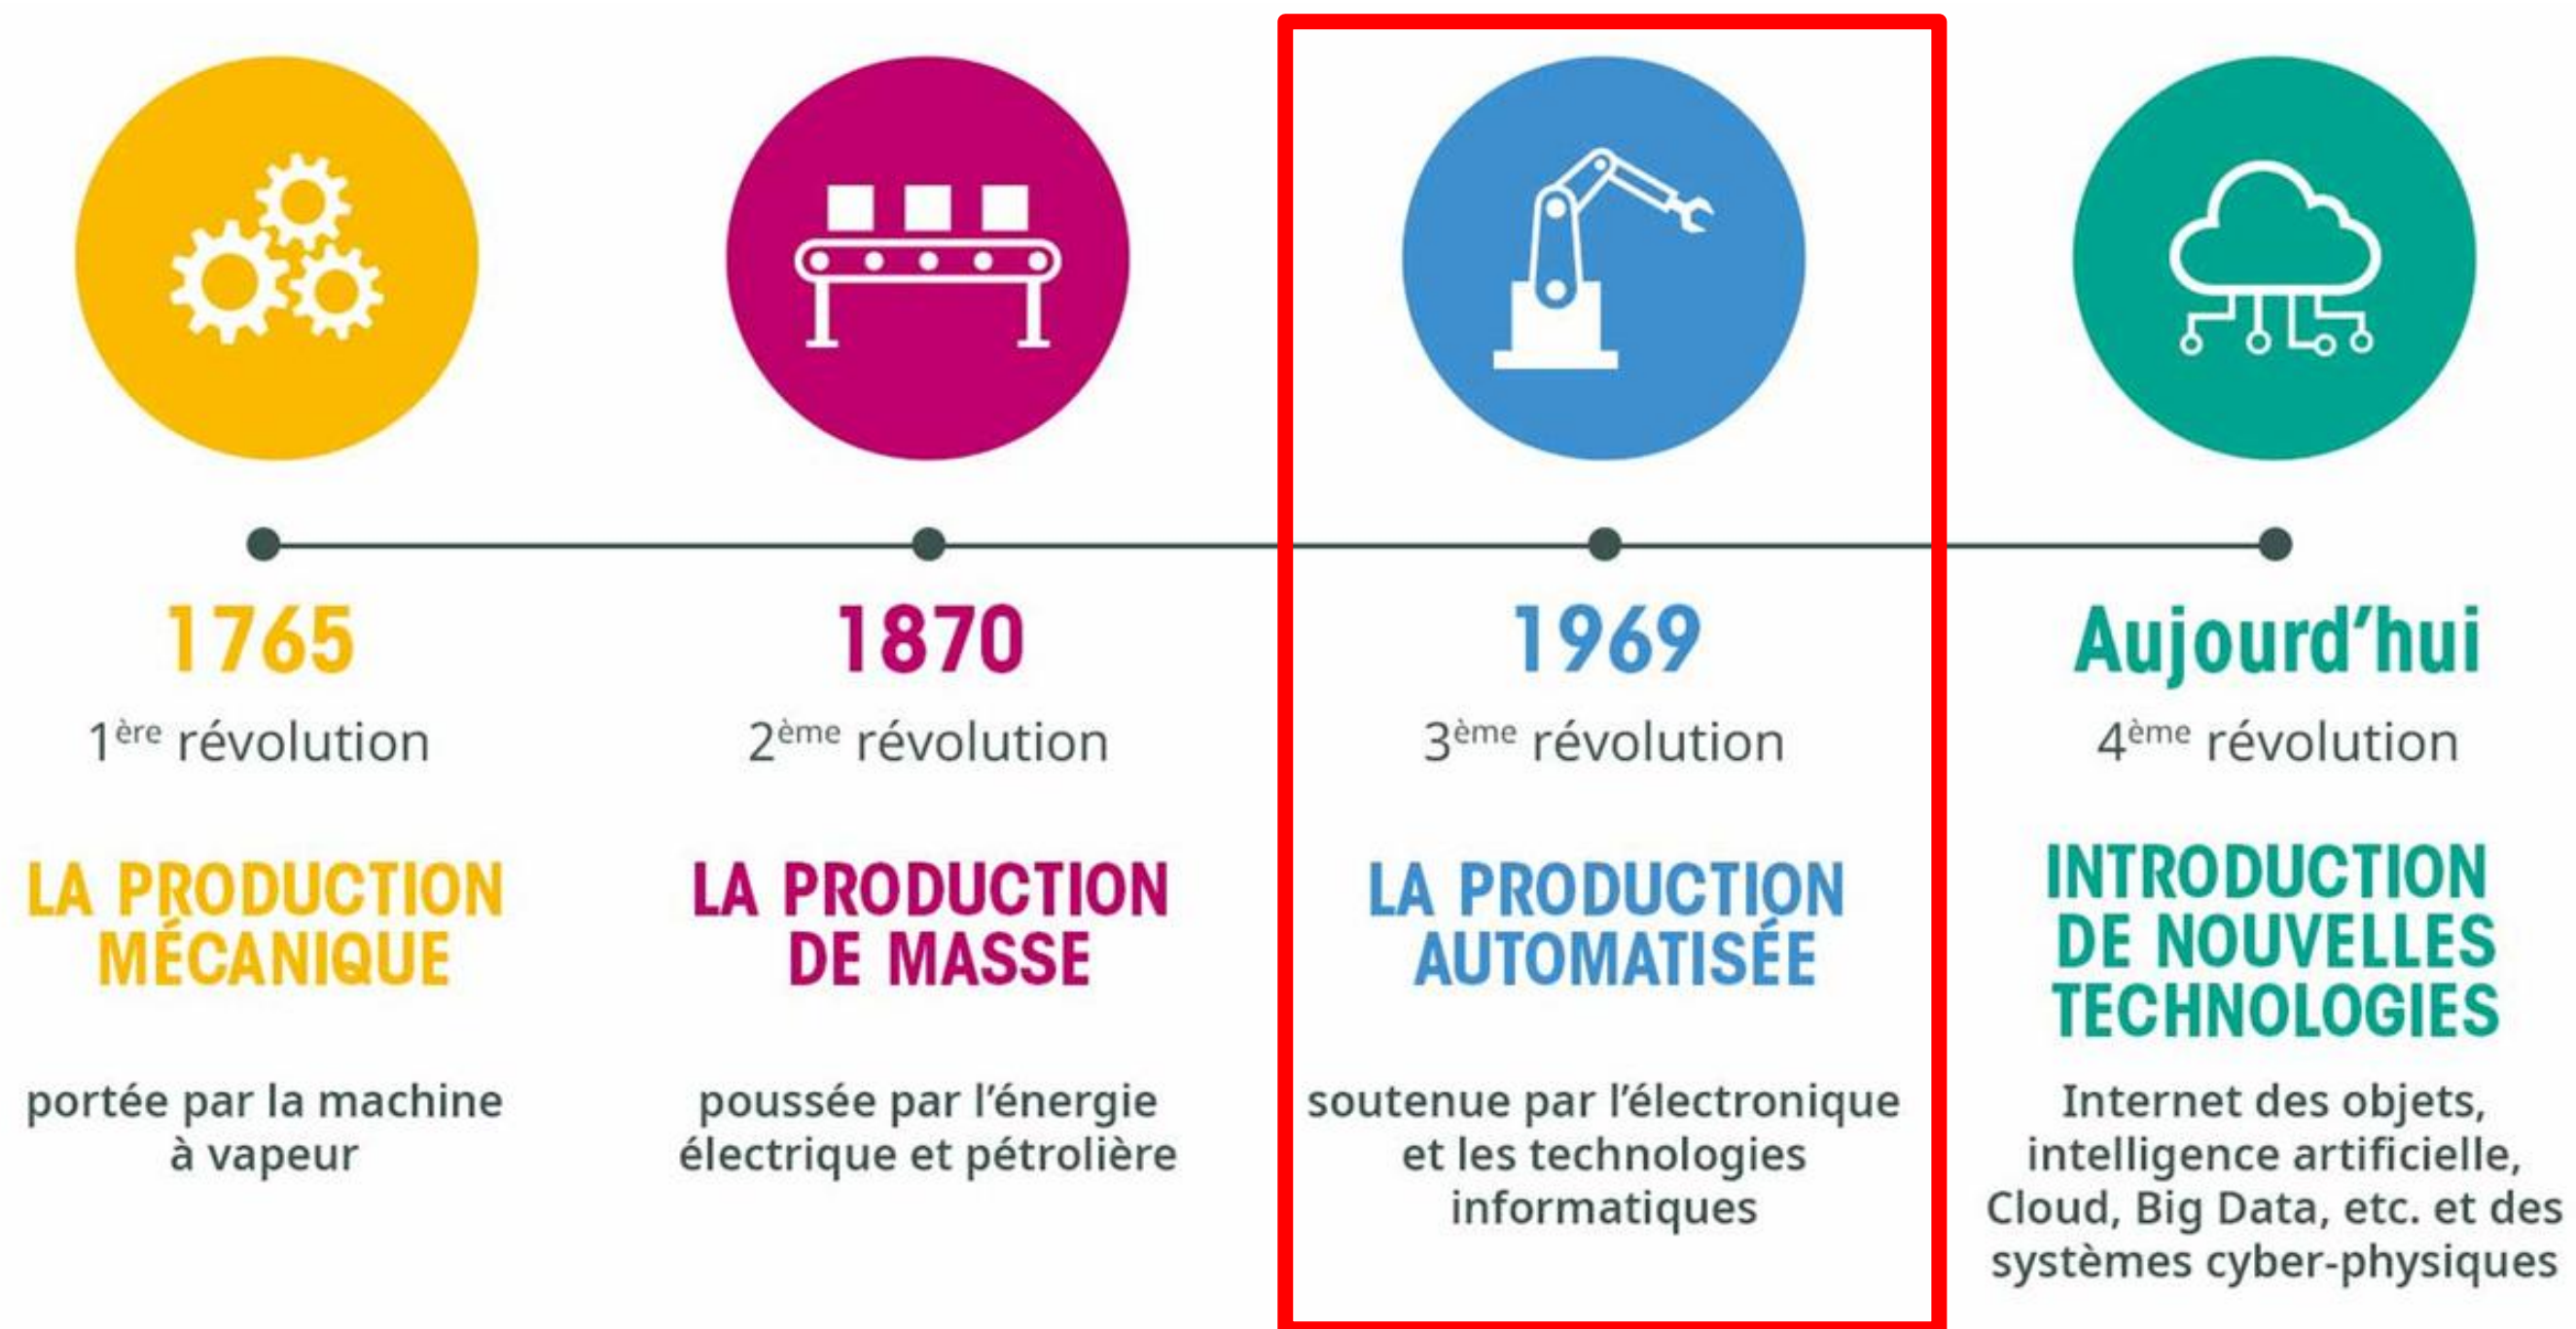 1765
1ère révolution
LA PRODUCTION
MÉCANIQUE
portée par la machine
à vapeur
1870
2ème révolution
LA PRODUCTION
DE MASSE
poussée par l'énergie
électrique et pétrolière
1969
3ème révolution
LA PRODUCTION
AUTOMATISÉE
soutenue par l'électronique
et les technologies
informatiques
Aujourd'hui
4ème révolution
INTRODUCTION
DE NOUVELLES
TECHNOLOGIES
Internet des objets,
intelligence artificielle,
Cloud, Big Data, etc. et des
systèmes cyber-physiques